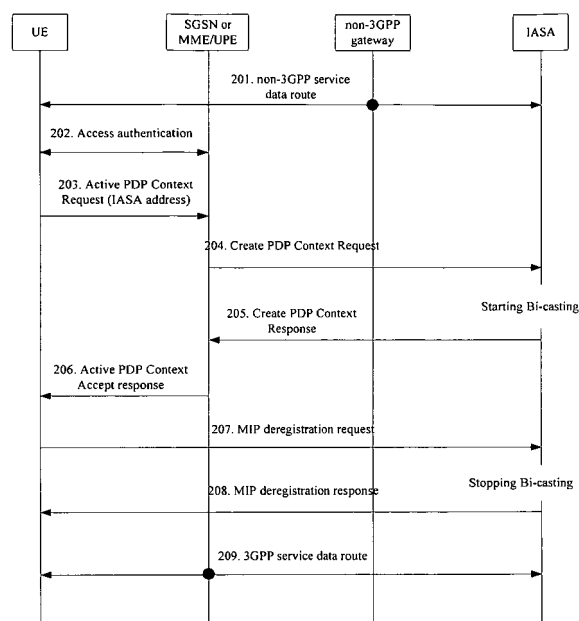 UE
SGSN or
MME/UPE
non-3GPP
gateway
IASA
201. non-3GPP service
data route
202. Access authentication
203. Active PDP Context
Request (IASA address)
204. Create PDP Context Request
Starting Bi-casting
205. Create PDP Context
Response
206. Active PDP Context
Accept response
207. MIP deregistration request
Stopping Bi-casting
208. MIP deregistration response
209. 3GPP service data route